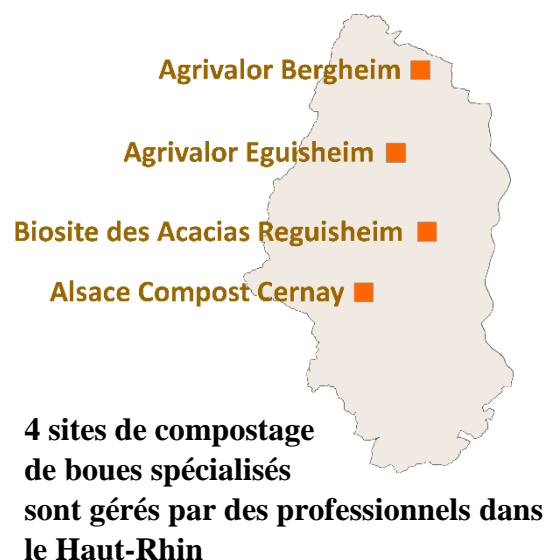 Agrivalor Bergheim
Agrivalor Eguisheim
Biosite des Acacias Reguisheim
Alsace Compost Cernay
4 sites de compostage
de boues spécialisés
sont gérés par des professionnels dans
le Haut-Rhin